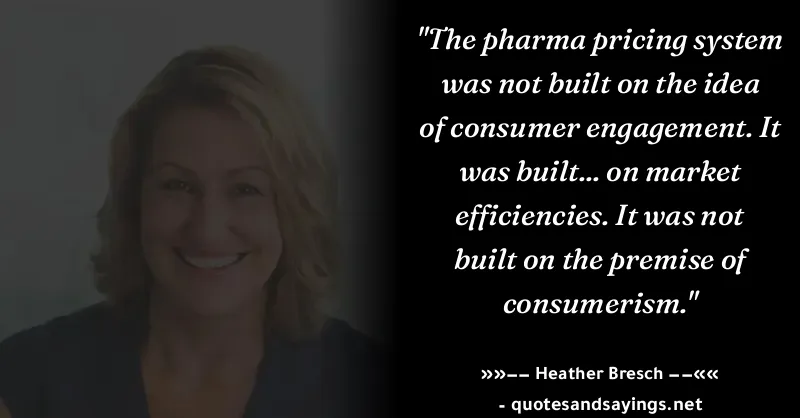 "The pharma pricing system
was not built on the idea
of consumer engagement. It
was built... on market
efficiencies. It was not
built on the premise of
consumerism."
»»–– Heather Bresch ––««
- quotesandsayings.net